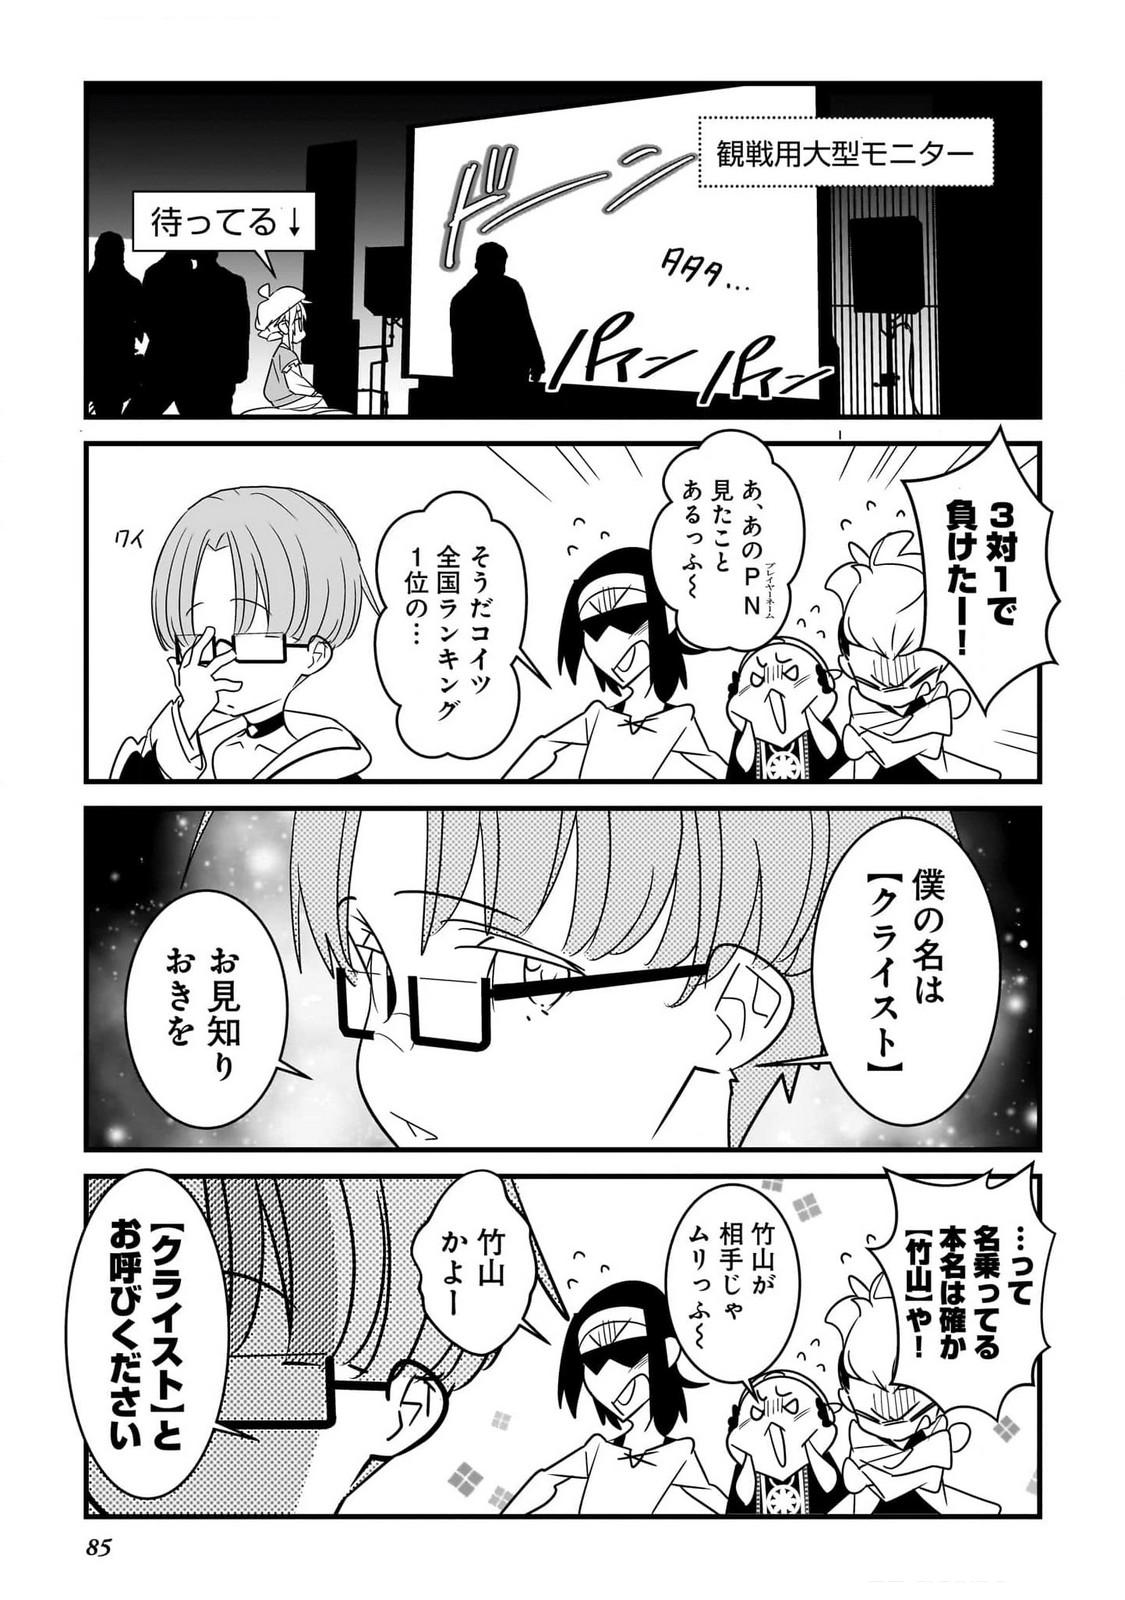 観戦用大型モニター
ドーン
タタタ…
パァン
パァン
待ってる↓
3対1で
負けたー！
あ、あのＰＮ
プレイヤーネーム
見たこと
あるっふ〜
そうだコイツ
全国ランキング
1位の…
ワイ
僕の名は
【クライスト】
お見知り
おきを
…って
名乗ってる
本名は確か
【竹山】や！
竹山が
相手じゃ
ムリっふ〜
竹山
かよー
【クライスト】と
お呼びください
85